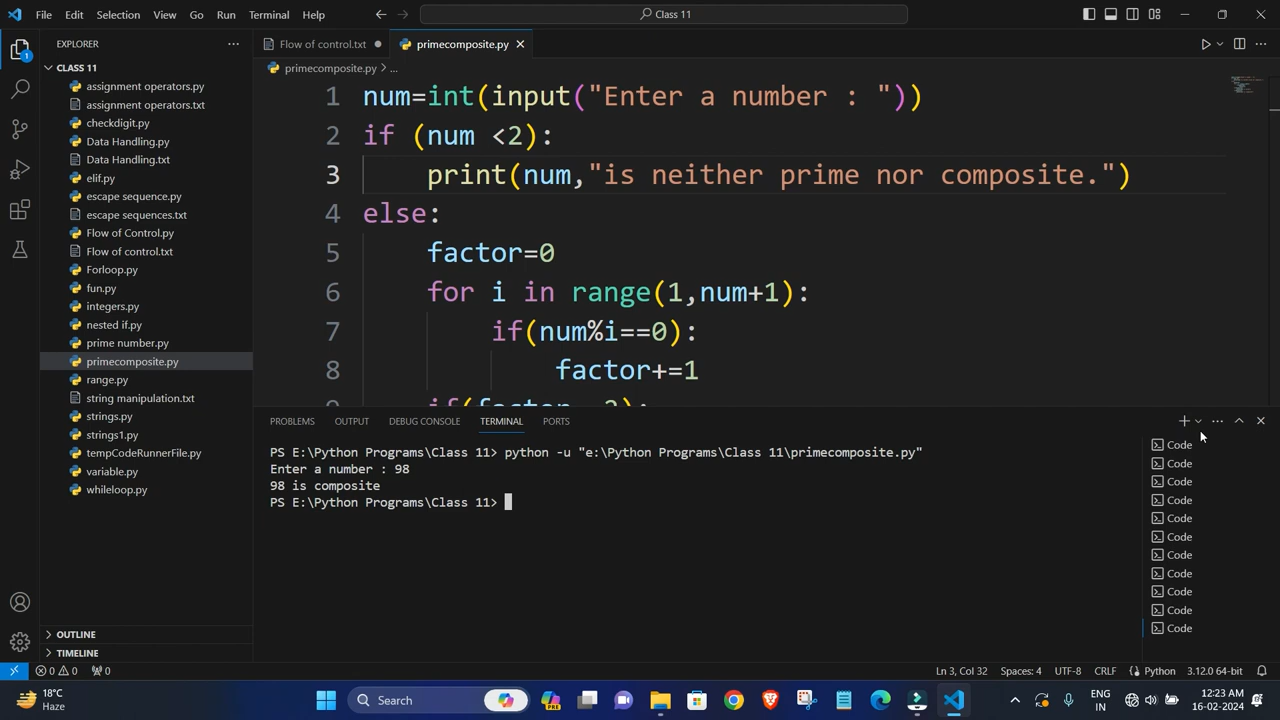 File Edit Selection View Go Run Terminal Help
Class 11
EXPLORER
CLASS 11
assignment operators.py
assignment operators.txt
checkdigit.py
Data Handling.py
Data Handling.txt
elif.py
escape sequence.py
escape sequences.txt
Flow of Control.py
Flow of control.txt
Forloop.py
fun.py
integers.py
nested if.py
prime number.py
primecomposite.py
range.py
string manipulation.txt
strings.py
strings1.py
tempCodeRunnerFile.py
variable.py
whileloop.py
OUTLINE
TIMELINE
Flow of control.txt primecomposite.py
primecomposite.py > ...
1 num=int(input("Enter a number : "))
2 if (num <2):
3 print(num,"is neither prime nor composite.")
4 else:
5 factor=0
6 for i in range(1,num+1):
7 if(num%i==0):
8 factor+=1
PROBLEMS OUTPUT DEBUG CONSOLE TERMINAL PORTS
PS E:\Python Programs\Class 11> python -u "e:\Python Programs\Class 11\primecomposite.py"
Enter a number : 98
98 is composite
PS E:\Python Programs\Class 11>
Code
Code
Code
Code
Code
Code
Code
Code
Code
Code
Code
0 0 0 Ln 3, Col 32 Spaces: 4 UTF-8 CRLF Python 3.12.0 64-bit
18°C
Haze
Search
PRE
ENG
IN
12:23 AM
16-02-2024